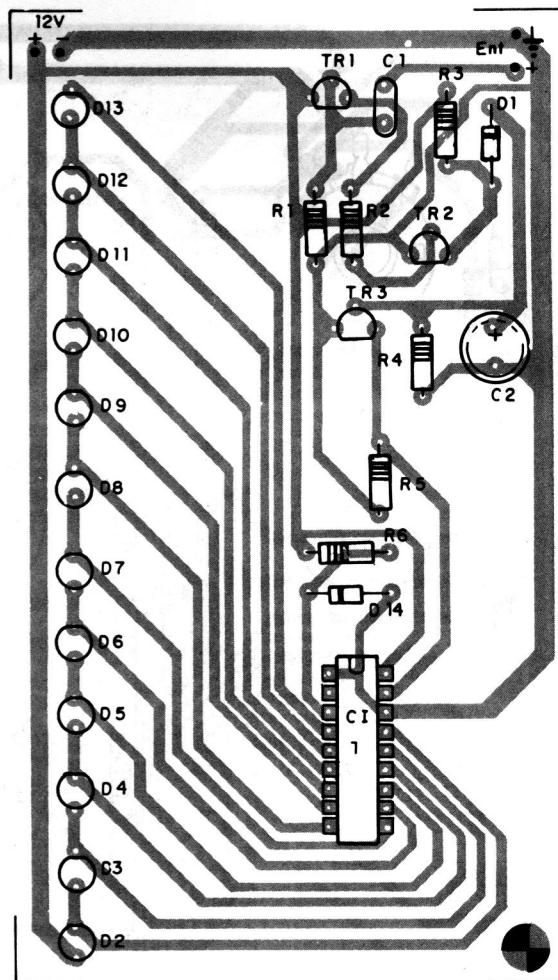 12V
+ -
Ent
+
TR1 C1
R3
D1
D13
D12
R1 R2 TR2
D11
TR3
D10
R4
C2
D9
D8
R5
R6
D7
D14
D6
D5
CI
1
D4
D3
D2